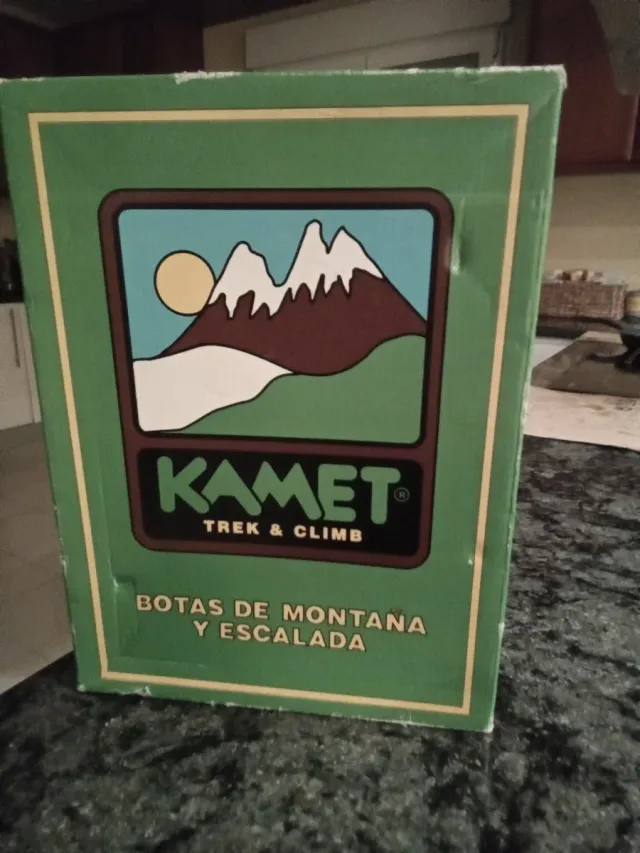 KAMET®
TREK & CLIMB
BOTAS DE MONTAÑA
Y ESCALADA